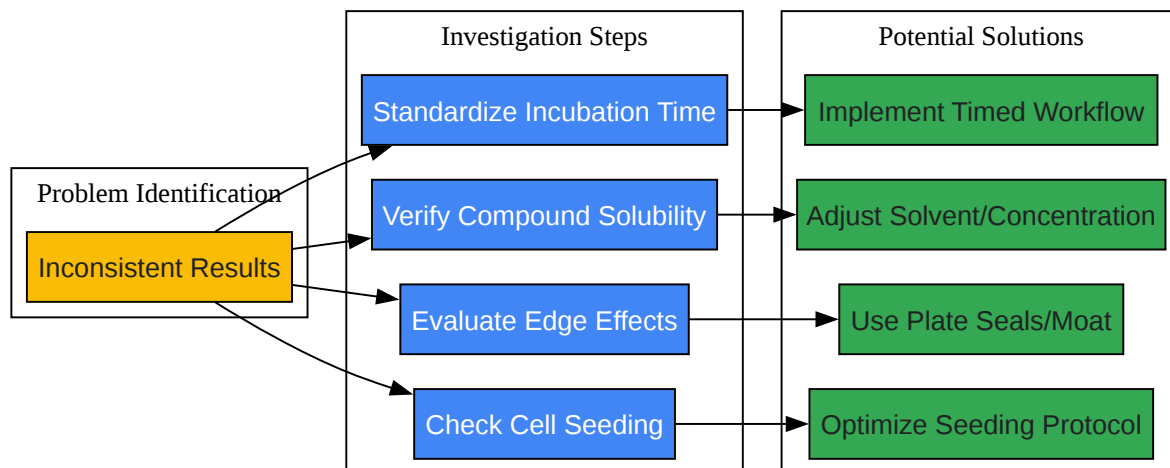 Problem Identification
Inconsistent Results
Investigation Steps
Standardize Incubation Time
Verify Compound Solubility
Evaluate Edge Effects
Check Cell Seeding
Potential Solutions
Implement Timed Workflow
Adjust Solvent/Concentration
Use Plate Seals/Moat
Optimize Seeding Protocol